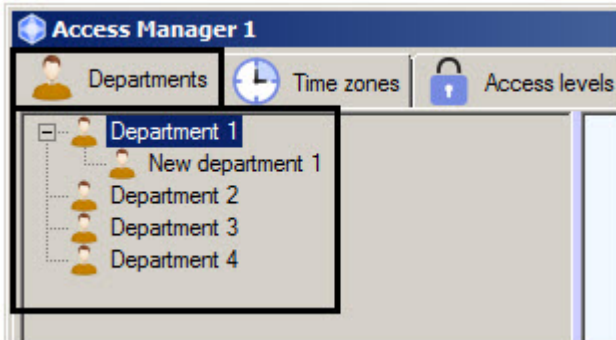 Access Manager 1
Departments Time zones Access levels
Department 1
New department 1
Department 2
Department 3
Department 4